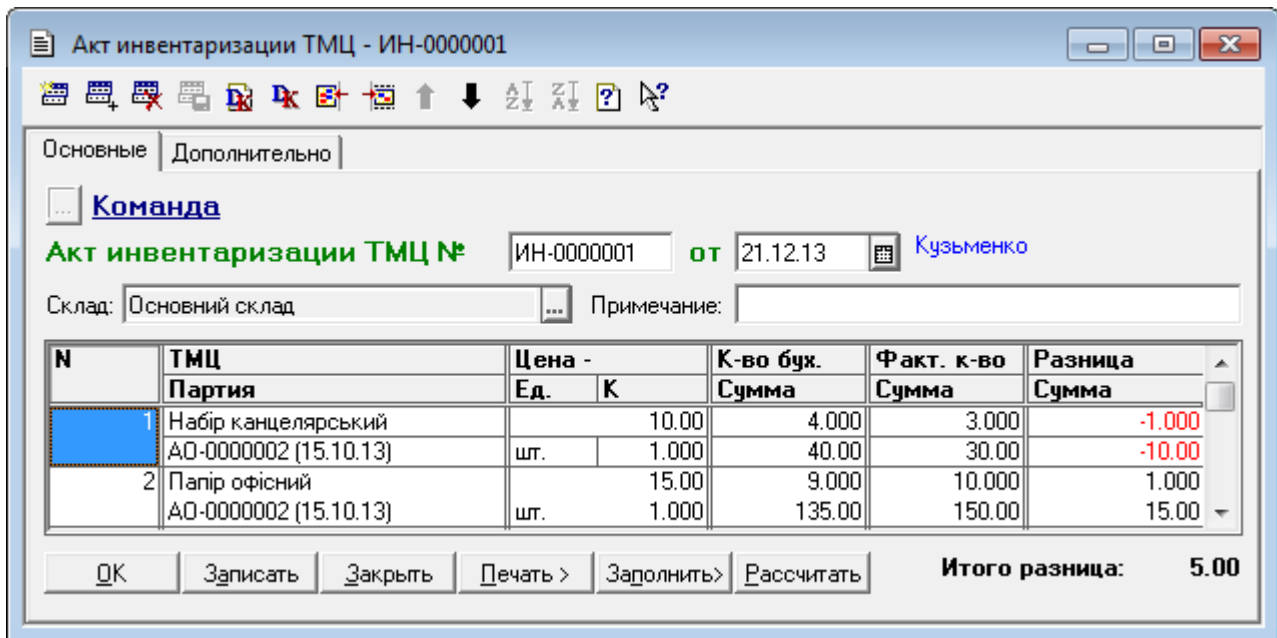 Акт инвентаризации ТМЦ - ИН-0000001
Основные Дополнительно
... Команда
Акт инвентаризации ТМЦ № ИН-0000001 от 21.12.13 Кузьменко
Склад: Основний склад ... Примечание:
N ТМЦ Цена - К-во бух. Факт. к-во Разница
Партия Ед. К Сумма Сумма Сумма
1 Набір канцелярський 10.00 4.000 3.000 -1.000
АО-0000002 (15.10.13) шт. 1.000 40.00 30.00 -10.00
2 Папір офісний 15.00 9.000 10.000 1.000
АО-0000002 (15.10.13) шт. 1.000 135.00 150.00 15.00
OK Записать Закрыть Печать > Заполнить> Рассчитать Итого разница: 5.00